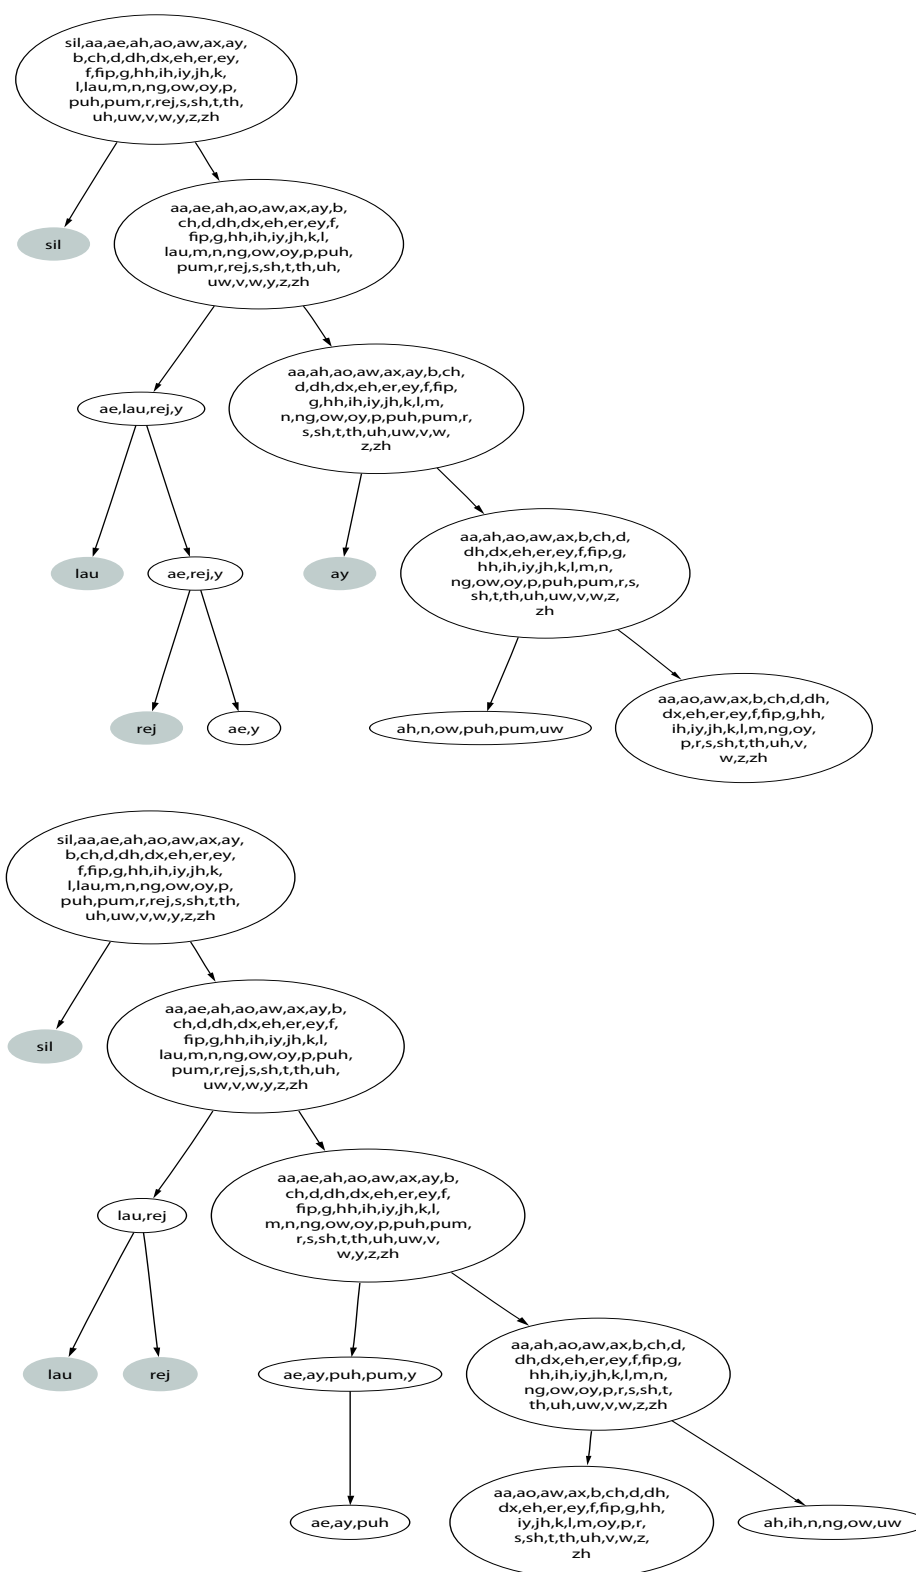 sil,aa,ae,ah,ao,aw,ax,ay,
b,ch,d,dh,dx,eh,er,ey,
f,fip,g,hh,ih,iy,jh,k,
l,lau,m,n,ng,ow,oy,p,
puh,pum,r,rej,s,sh,t,th,
uh,uw,v,w,y,z,zh
sil
aa,ae,ah,ao,aw,ax,ay,b,
ch,d,dh,dx,eh,er,ey,f,
fip,g,hh,ih,iy,jh,k,l,
lau,m,n,ng,ow,oy,p,puh,
pum,r,rej,s,sh,t,th,uh,
uw,v,w,y,z,zh
ae,lau,rej,y
aa,ah,ao,aw,ax,ay,b,ch,
d,dh,dx,eh,er,ey,f,fip,
g,hh,ih,iy,jh,k,l,m,
n,ng,ow,oy,p,puh,pum,r,
s,sh,t,th,uh,uw,v,w,
z,zh
lau
ae,rej,y
ay
aa,ah,ao,aw,ax,b,ch,d,
dh,dx,eh,er,ey,f,fip,g,
hh,ih,iy,jh,k,l,m,n,
ng,ow,oy,p,puh,pum,r,s,
sh,t,th,uh,uw,v,w,z,
zh
rej
ae,y
ah,n,ow,puh,pum,uw
aa,ao,aw,ax,b,ch,d,dh,
dx,eh,er,ey,f,fip,g,hh,
ih,iy,jh,k,l,m,ng,oy,
p,r,s,sh,t,th,uh,v,
w,z,zh
sil,aa,ae,ah,ao,aw,ax,ay,
b,ch,d,dh,dx,eh,er,ey,
f,fip,g,hh,ih,iy,jh,k,
l,lau,m,n,ng,ow,oy,p,
puh,pum,r,rej,s,sh,t,th,
uh,uw,v,w,y,z,zh
sil
aa,ae,ah,ao,aw,ax,ay,b,
ch,d,dh,dx,eh,er,ey,f,
fip,g,hh,ih,iy,jh,k,l,
lau,m,n,ng,ow,oy,p,puh,
pum,r,rej,s,sh,t,th,uh,
uw,v,w,y,z,zh
lau,rej
aa,ae,ah,ao,aw,ax,ay,b,
ch,d,dh,dx,eh,er,ey,f,
fip,g,hh,ih,iy,jh,k,l,
m,n,ng,ow,oy,p,puh,pum,
r,s,sh,t,th,uh,uw,v,
w,y,z,zh
lau
rej
ae,ay,puh,pum,y
aa,ah,ao,aw,ax,b,ch,d,
dh,dx,eh,er,ey,f,fip,g,
hh,ih,iy,jh,k,l,m,n,
ng,ow,oy,p,r,s,sh,t,
th,uh,uw,v,w,z,zh
ae,ay,puh
aa,ao,aw,ax,b,ch,d,dh,
dx,eh,er,ey,f,fip,g,hh,
iy,jh,k,l,m,oy,p,r,
s,sh,t,th,uh,v,w,z,
zh
ah,ih,n,ng,ow,uw